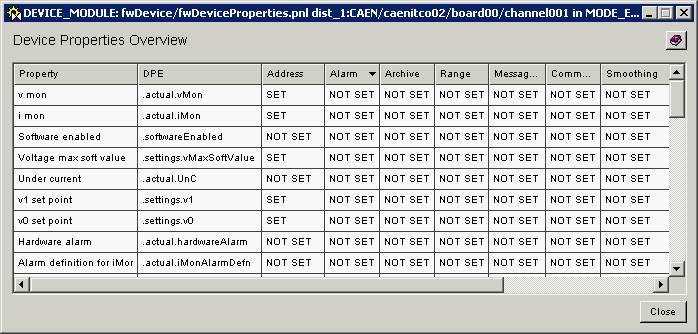 DEVICE_MODULE: fwDevice/fwDeviceProperties.pnl dist_1:CAEN/caenitco02/board00/channel001 in MODE_E...
Device Properties Overview
Property DPE Address Alarm Archive Range Messag... Comm... Smoothing
v mon .actual.vMon SET NOT SET NOT SET NOT SET NOT SET NOT SET NOT SET
i mon .actual.iMon SET NOT SET NOT SET NOT SET NOT SET NOT SET NOT SET
Software enabled .softwareEnabled NOT SET NOT SET NOT SET NOT SET NOT SET NOT SET NOT SET
Voltage max soft value .settings.vMaxSoftValue SET NOT SET NOT SET NOT SET NOT SET NOT SET NOT SET
Under current .actual.UnC NOT SET NOT SET NOT SET NOT SET NOT SET NOT SET NOT SET
v1 set point .settings.v1 SET NOT SET NOT SET NOT SET NOT SET NOT SET NOT SET
v0 set point .settings.v0 SET NOT SET NOT SET NOT SET NOT SET NOT SET NOT SET
Hardware alarm .actual.hardwareAlarm NOT SET NOT SET NOT SET NOT SET NOT SET NOT SET NOT SET
Alarm definition for iMor .actual.iMonAlarmDefn NOT SET NOT SET NOT SET NOT SET NOT SET NOT SET NOT SET
Close